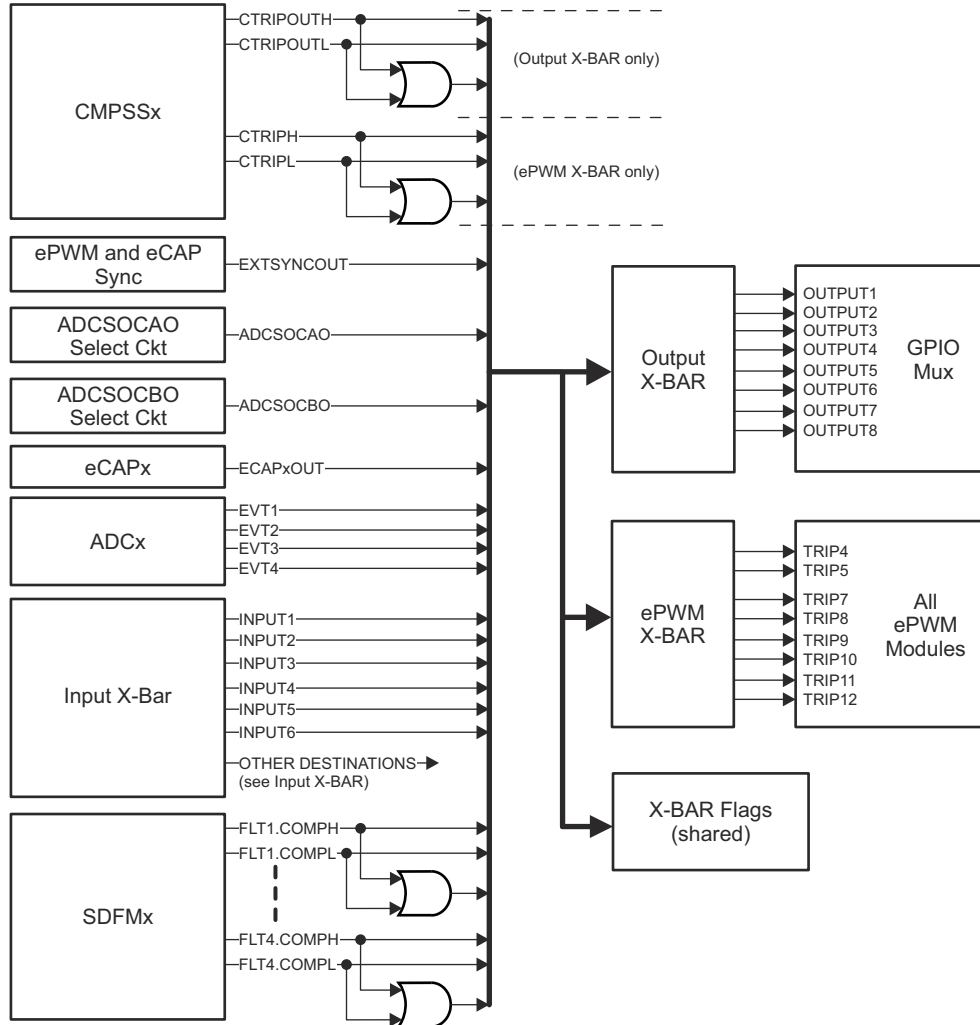 CTRIPOUTH
CTRIPOUTL
(Output X-BAR only)
CMPSSx
CTRIPH
CTRIPL
(ePWM X-BAR only)
ePWM and eCAP
Sync
EXTSYNCOUT
ADCSOCAO
Select Ckt
ADCSOCAO
ADCSOCBO
Select Ckt
ADCSOCBO
eCAPx
ECAPxOUT
ADCx
EVT1
EVT2
EVT3
EVT4
Input X-Bar
INPUT1
INPUT2
INPUT3
INPUT4
INPUT5
INPUT6
OTHER DESTINATIONS
(see Input X-BAR)
SDFMx
FLT1.COMPH
FLT1.COMPL
FLT4.COMPH
FLT4.COMPL
Output
X-BAR
OUTPUT1
OUTPUT2
OUTPUT3
OUTPUT4
OUTPUT5
OUTPUT6
OUTPUT7
OUTPUT8
GPIO
Mux
ePWM
X-BAR
TRIP4
TRIP5
TRIP7
TRIP8
TRIP9
TRIP10
TRIP11
TRIP12
All
ePWM
Modules
X-BAR Flags
(shared)